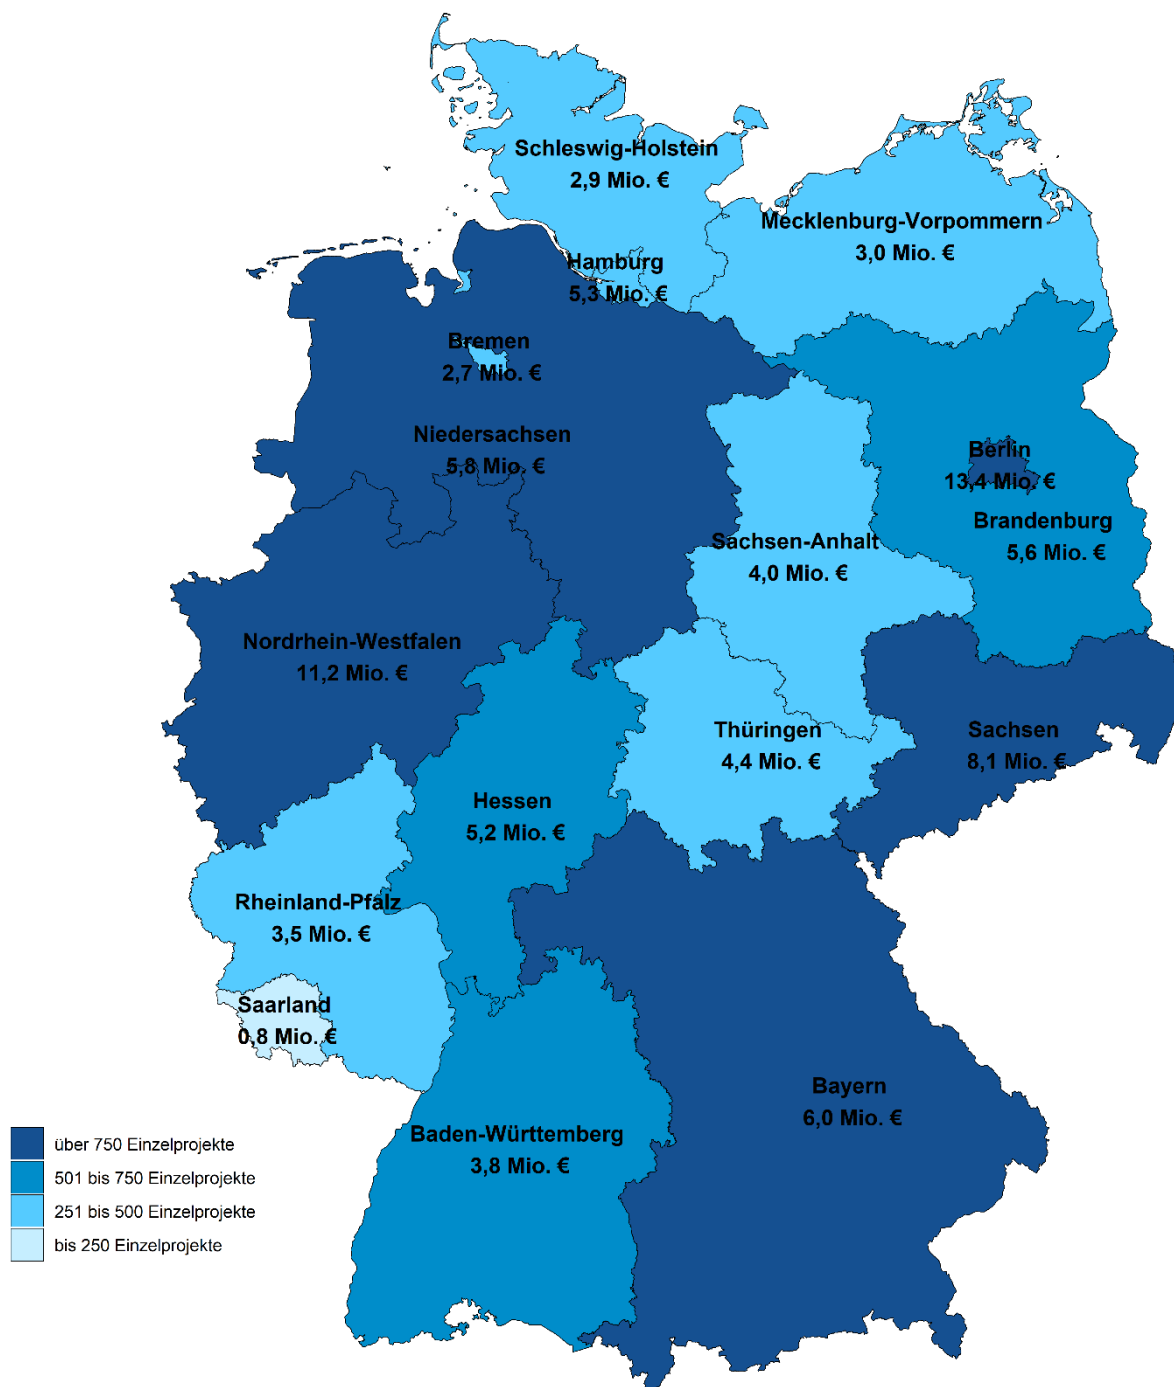 Schleswig-Holstein
2,9 Mio. €
Mecklenburg-Vorpommern
3,0 Mio. €
Hamburg
5,3 Mio. €
Bremen
2,7 Mio. €
Niedersachsen
5,8 Mio. €
Berlin
13,4 Mio. €
Brandenburg
5,6 Mio. €
Sachsen-Anhalt
4,0 Mio. €
Nordrhein-Westfalen
11,2 Mio. €
Thüringen
4,4 Mio. €
Sachsen
8,1 Mio. €
Hessen
5,2 Mio. €
Rheinland-Pfalz
3,5 Mio. €
Saarland
0,8 Mio. €
Bayern
6,0 Mio. €
Baden-Württemberg
3,8 Mio. €
über 750 Einzelprojekte
501 bis 750 Einzelprojekte
251 bis 500 Einzelprojekte
bis 250 Einzelprojekte